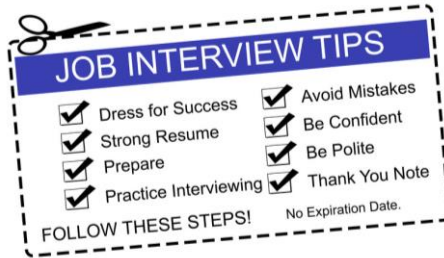 JOB INTERVIEW TIPS
Dress for Success
Strong Resume
Prepare
Practice Interviewing
Avoid Mistakes
Be Confident
Be Polite
Thank You Note
FOLLOW THESE STEPS!
No Expiration Date.